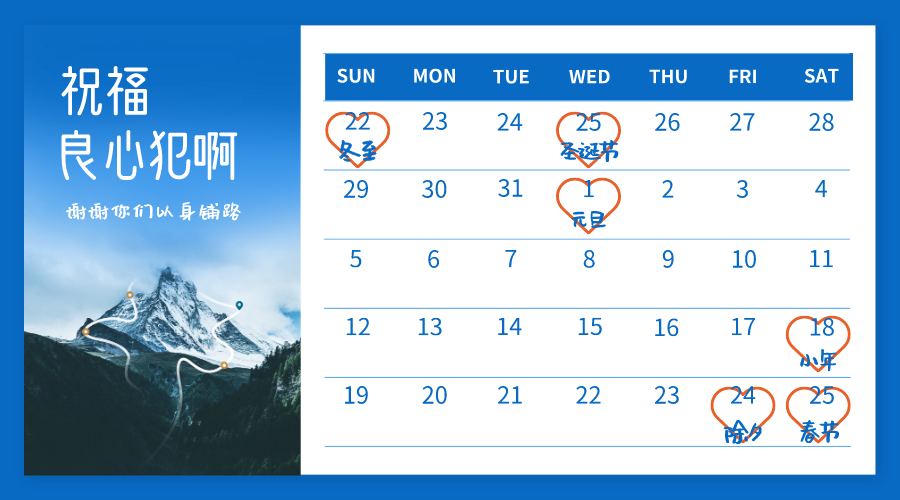 祝福
良心犯啊
谢谢你们以身铺路
SUN MON TUE WED THU FRI SAT
22 23 24 25 26 27 28
冬至 圣诞节
29 30 31 1 2 3 4
元旦
5 6 7 8 9 10 11
12 13 14 15 16 17 18
小年
19 20 21 22 23 24 25
除夕 春节